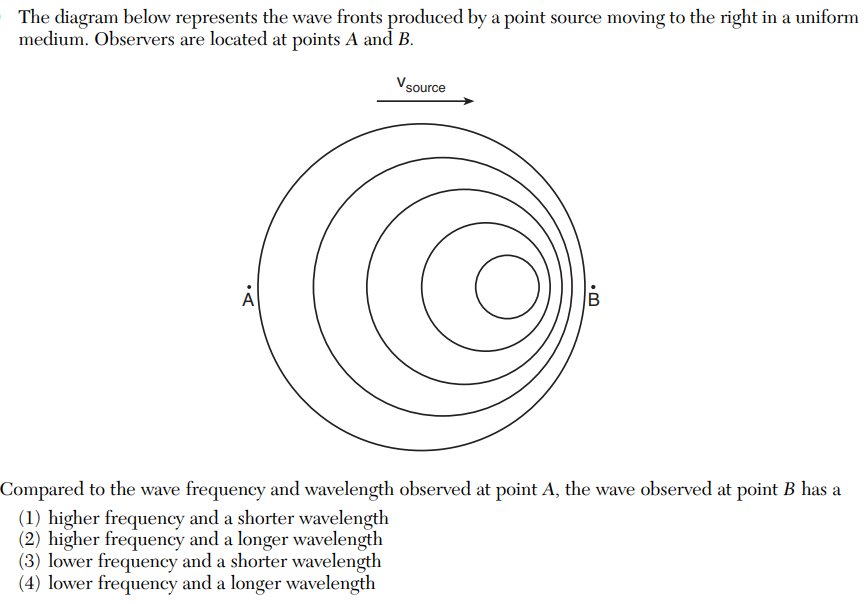 The diagram below represents the wave fronts produced by a point source moving to the right in a uniform
medium. Observers are located at points A and B.
Vsource
A
B
Compared to the wave frequency and wavelength observed at point A, the wave observed at point B has a
(1) higher frequency and a shorter wavelength
(2) higher frequency and a longer wavelength
(3) lower frequency and a shorter wavelength
(4) lower frequency and a longer wavelength